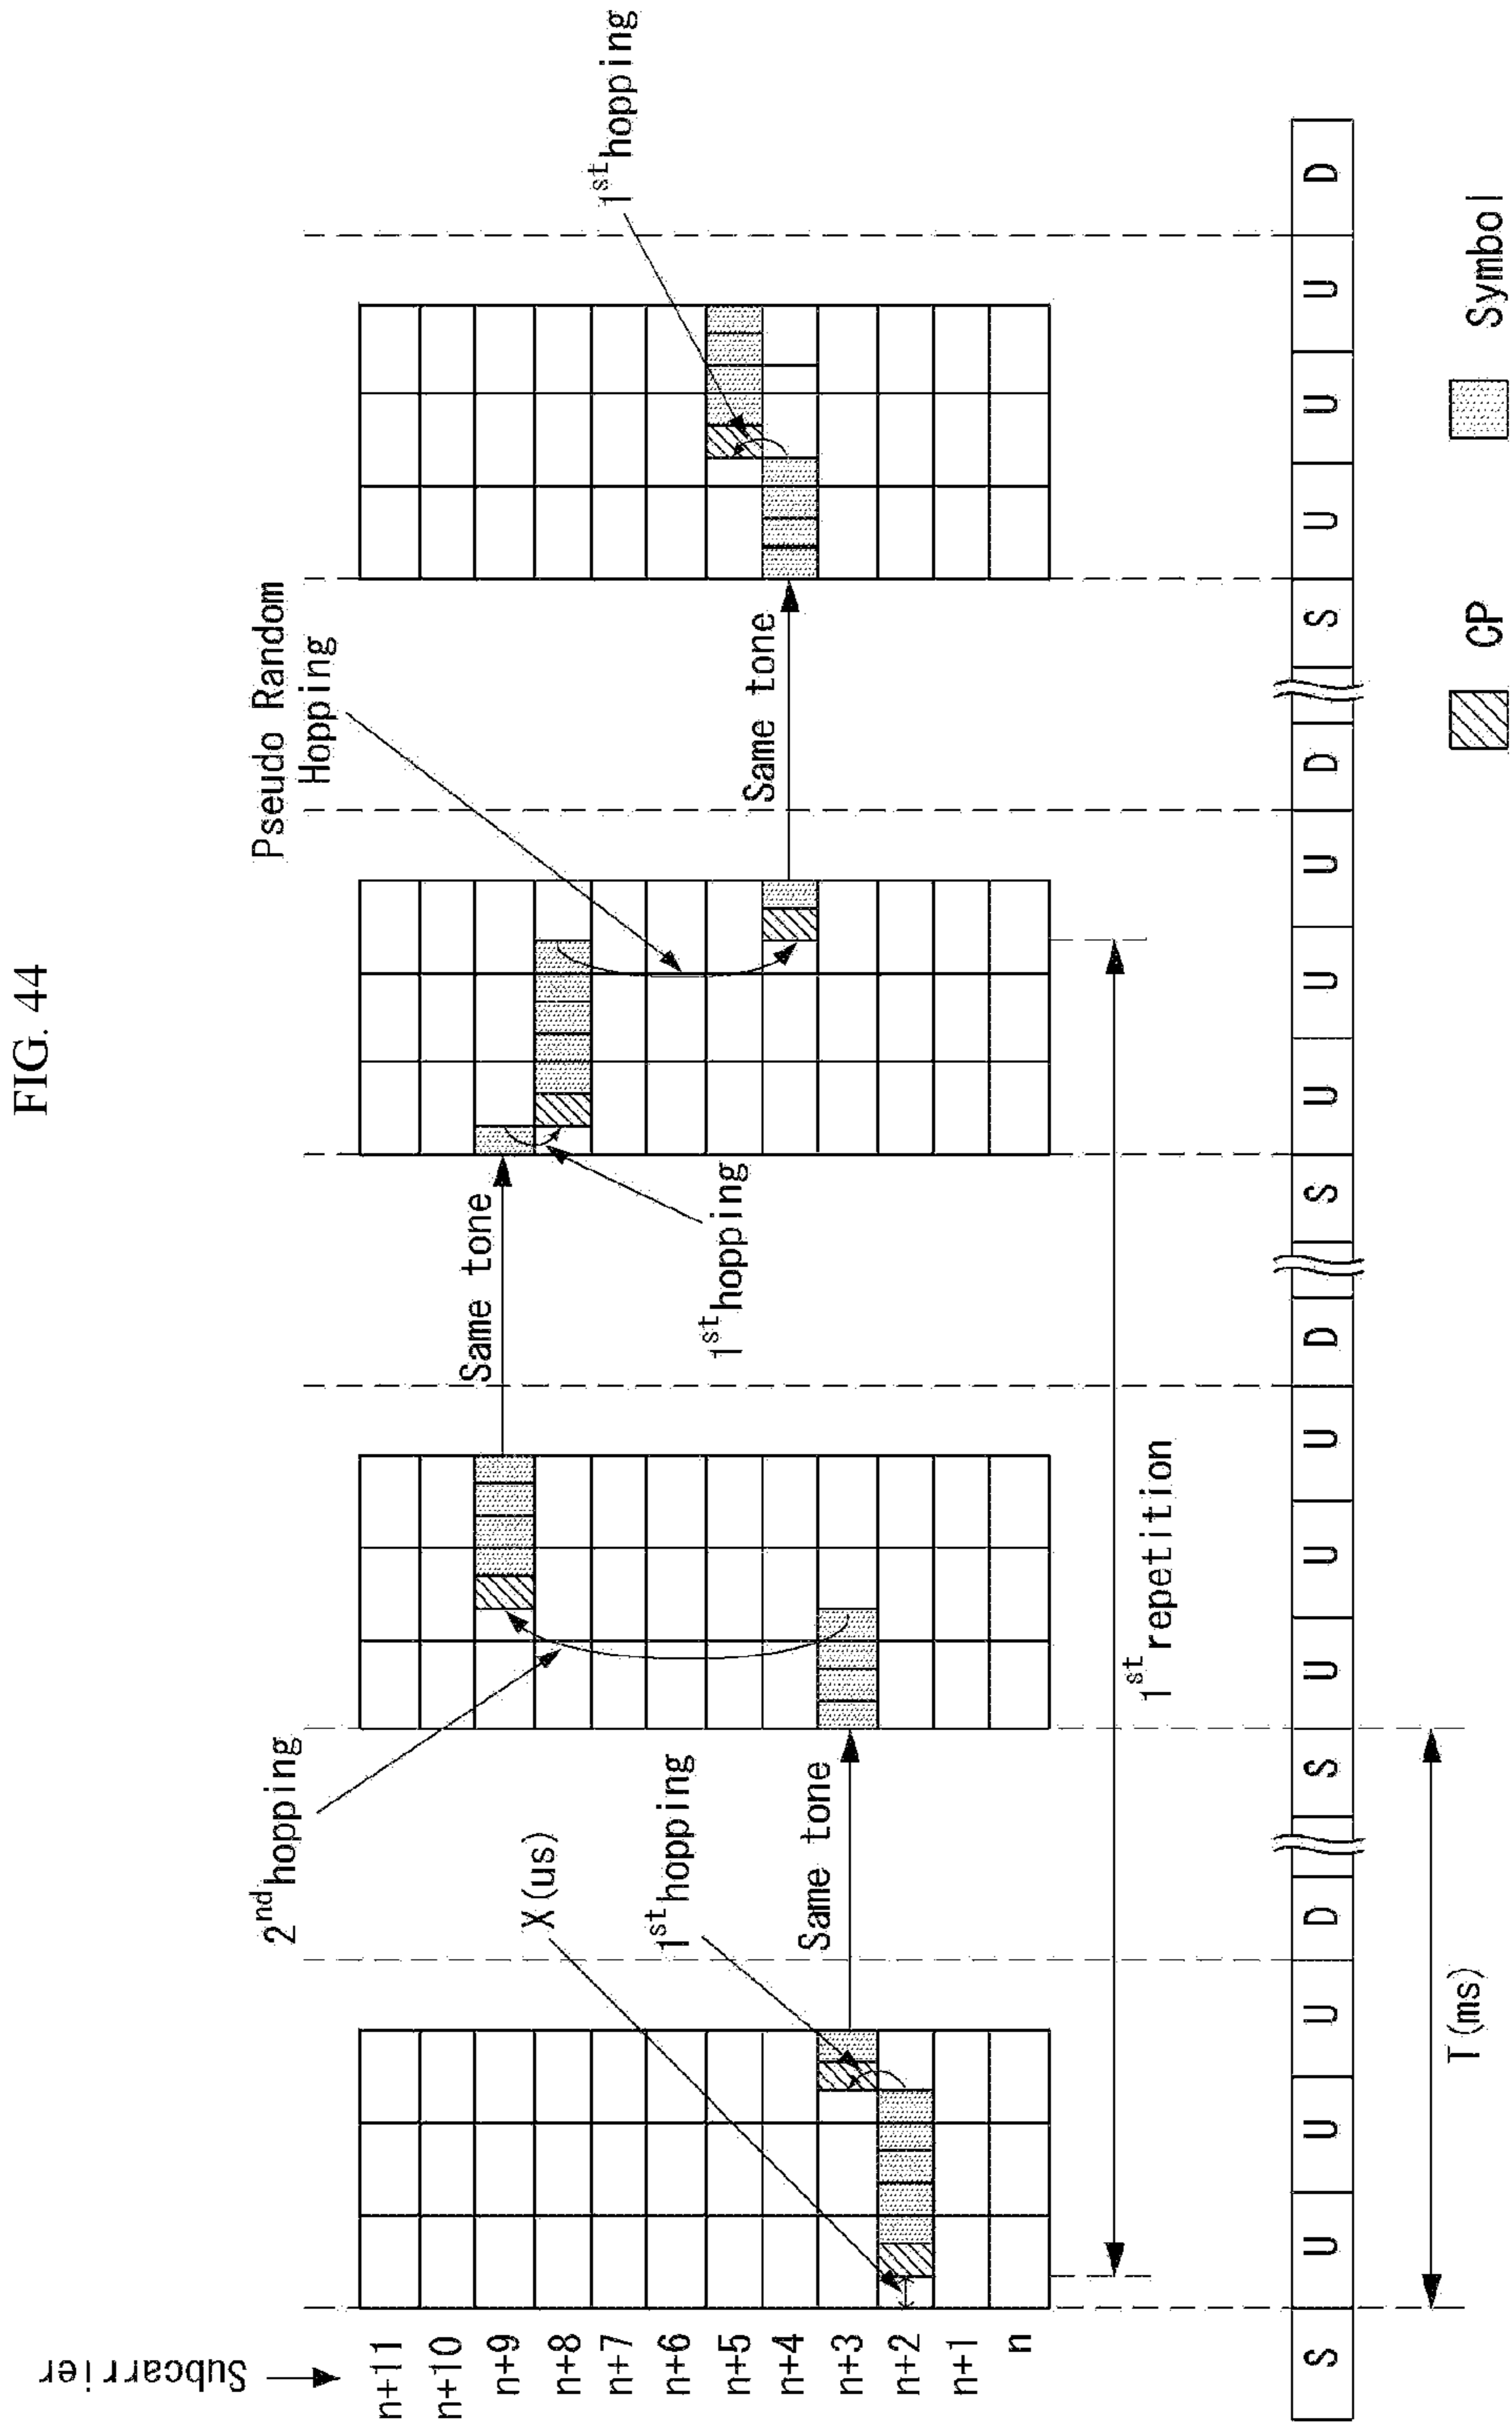 FIG. 44
Subcarrier
n+11
n+10
n+9
n+8
n+7
n+6
n+5
n+4
n+3
n+2
n+1
n
2nd hopping
X(us)
1st hopping
Same tone
Same tone
1st hopping
Pseudo Random
Hopping
Same tone
1st hopping
1st repetition
S U U U D S U U U D S U U U D S U U U D
T(ms)
CP
Symbol